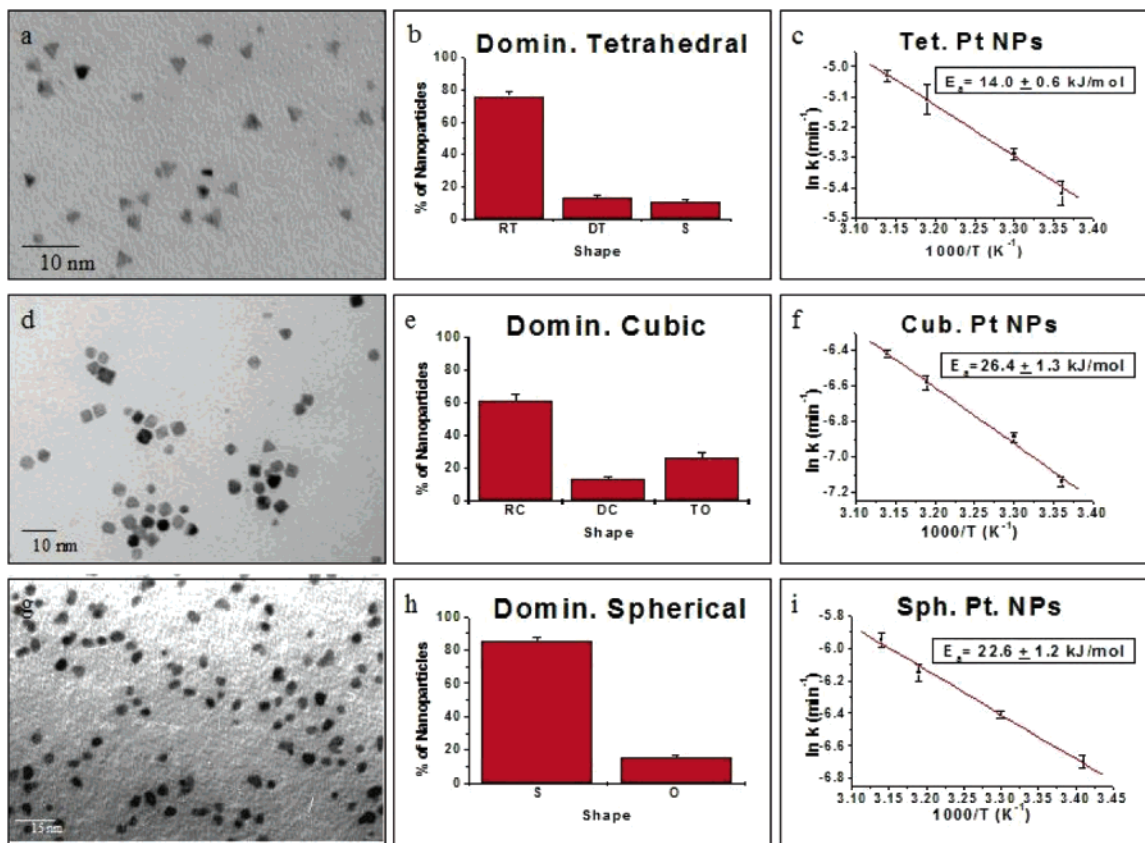 a
10 nm
b
Domin. Tetrahedral
% of Nanoparticles
100
80
60
40
20
0
RT DT S
Shape
c
Tet. Pt NPs
E_a= 14.0 ± 0.6 kJ/mol
ln k (min⁻¹)
-5.0
-5.1
-5.2
-5.3
-5.4
-5.5
3.10 3.15 3.20 3.25 3.30 3.35 3.40
1000/T (K⁻¹)
d
10 nm
e
Domin. Cubic
% of Nanoparticles
100
80
60
40
20
0
RC DC TO
Shape
f
Cub. Pt NPs
E_a=26.4 ± 1.3 kJ/mol
ln k (min⁻¹)
-6.4
-6.6
-6.8
-7.0
-7.2
3.10 3.15 3.20 3.25 3.30 3.35 3.40
1000/T (K⁻¹)
15 nm
h
Domin. Spherical
% of Nanoparticles
100
80
60
40
20
0
S O
Shape
i
Sph. Pt. NPs
E_a= 22.6 ± 1.2 kJ/mol
ln k (min⁻¹)
-5.8
-6.0
-6.2
-6.4
-6.6
-6.8
3.10 3.15 3.20 3.25 3.30 3.35 3.40 3.45
1000/T (K⁻¹)